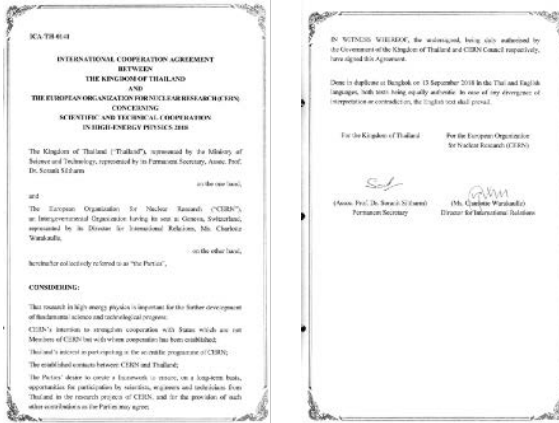 ICA-TH-0141
INTERNATIONAL COOPERATION AGREEMENT
BETWEEN
THE KINGDOM OF THAILAND
AND
THE EUROPEAN ORGANIZATION FOR NUCLEAR RESEARCH (CERN)
CONCERNING
SCIENTIFIC AND TECHNICAL COOPERATION
IN HIGH-ENERGY PHYSICS 2018
The Kingdom of Thailand ("Thailand"), represented by the Ministry of
Science and Technology, represented by its Permanent Secretary, Assoc. Prof.
Dr. Soranit Siltharm
on the one hand,
and
The European Organization for Nuclear Research ("CERN"),
an Intergovernmental Organization having its seat at Geneva, Switzerland,
represented by its Director for International Relations, Ms. Charlotte
Warakaulle,
on the other hand,
hereinafter collectively referred to as "the Parties",
CONSIDERING:
That research in high energy physics is important for the further development
of fundamental science and technological progress;
CERN's intention to strengthen cooperation with States which are not
Members of CERN but with whom cooperation has been established;
Thailand's interest in participating in the scientific programme of CERN;
The established contacts between CERN and Thailand;
The Parties' desire to create a framework to ensure, on a long-term basis,
opportunities for participation by scientists, engineers and technicians from
Thailand in the research projects of CERN, and for the provision of such
other contributions as the Parties may agree;
IN WITNESS WHEREOF, the undersigned, being duly authorised by
the Government of the Kingdom of Thailand and CERN Council respectively,
have signed this Agreement.
Done in duplicate at Bangkok on 13 September 2018 in the Thai and English
languages, both texts being equally authentic. In case of any divergence of
interpretation or contradiction, the English text shall prevail.
For the Kingdom of Thailand
For the European Organization
for Nuclear Research (CERN)
(Assoc. Prof. Dr. Soranit Siltharm)
Permanent Secretary
(Ms. Charlotte Warakaulle)
Director for International Relations